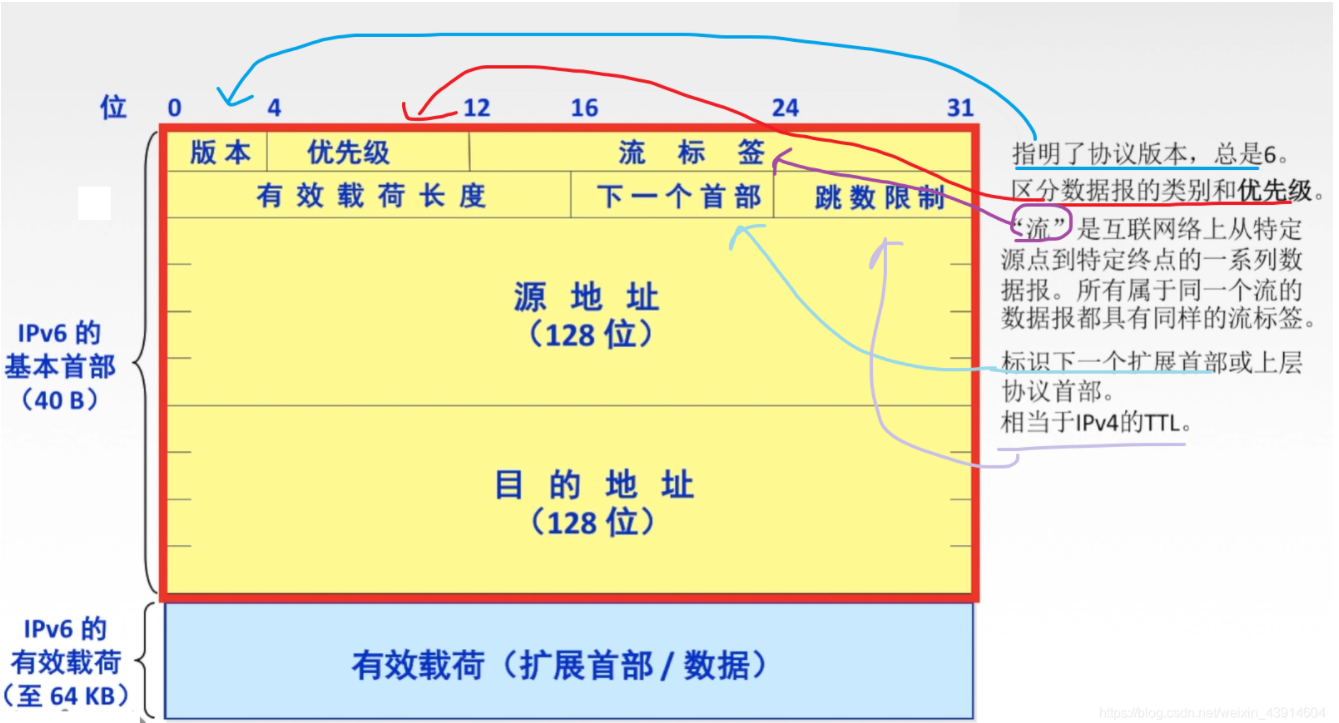 位 0 4 12 16 24 31
版本 优先级 流标签
有效载荷长度 下一个首部 跳数限制
源地址
（128 位）
目的地址
（128 位）
IPv6 的
基本首部
（40 B）
IPv6 的
有效载荷
（至 64 KB）
有效载荷（扩展首部 / 数据）
指明了协议版本，总是6。
区分数据报的类别和优先级。
“流”是互联网络上从特定
源点到特定终点的一系列数
据报。所有属于同一个流的
数据报都具有同样的流标签。
标识下一个扩展首部或上层
协议首部。
相当于IPv4的TTL。
https://blog.csdn.net/weixin_43914604